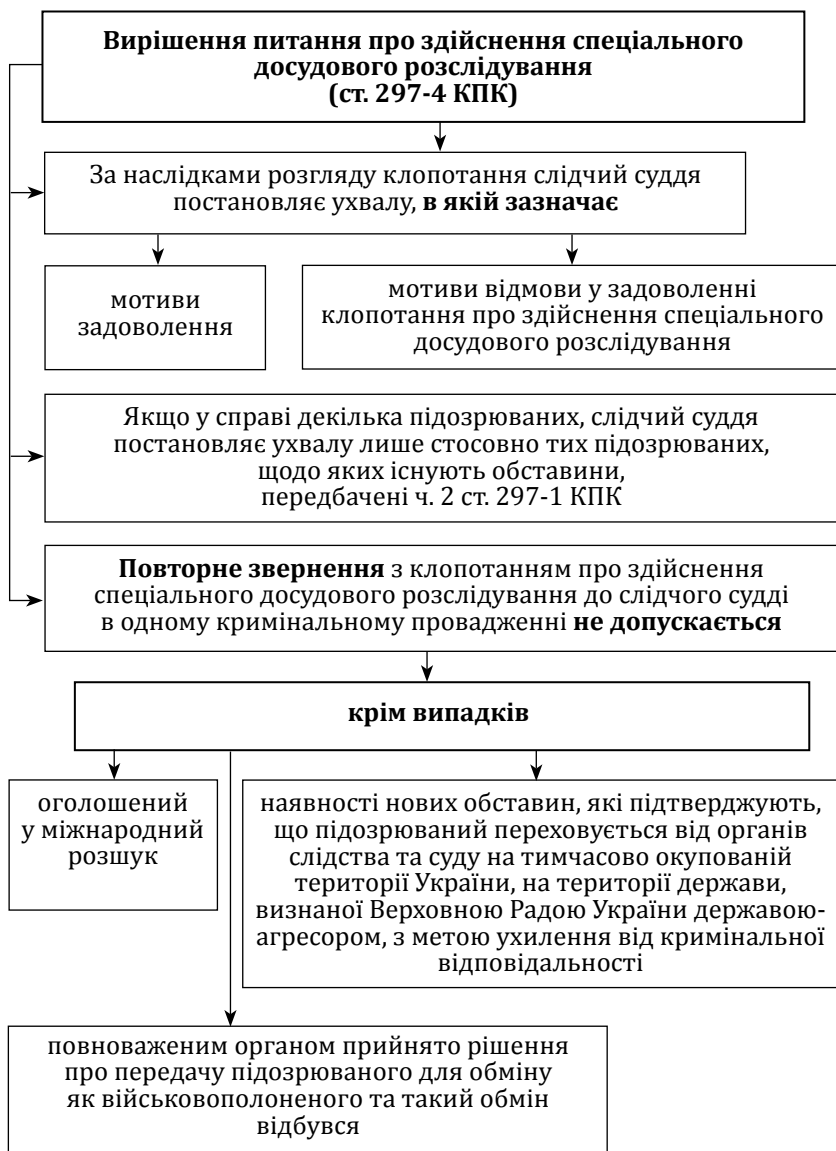 Вирішення питання про здійснення спеціального
досудового розслідування
(ст. 297-4 КПК)
За наслідками розгляду клопотання слідчий суддя
постановляє ухвалу, в якій зазначає
мотиви
задоволення
мотиви відмови у задоволенні
клопотання про здійснення спеціального
досудового розслідування
Якщо у справі декілька підозрюваних, слідчий суддя
постановляє ухвалу лише стосовно тих підозрюваних,
щодо яких існують обставини,
передбачені ч. 2 ст. 297-1 КПК
Повторне звернення з клопотанням про здійснення
спеціального досудового розслідування до слідчого судді
в одному кримінальному провадженні не допускається
крім випадків
оголошений
у міжнародний
розшук
наявності нових обставин, які підтверджують,
що підозрюваний переховується від органів
слідства та суду на тимчасово окупованій
території України, на території держави,
визнаної Верховною Радою України державою-
агресором, з метою ухилення від кримінальної
відповідальності
повноваженим органом прийнято рішення
про передачу підозрюваного для обміну
як військовополоненого та такий обмін
відбувся